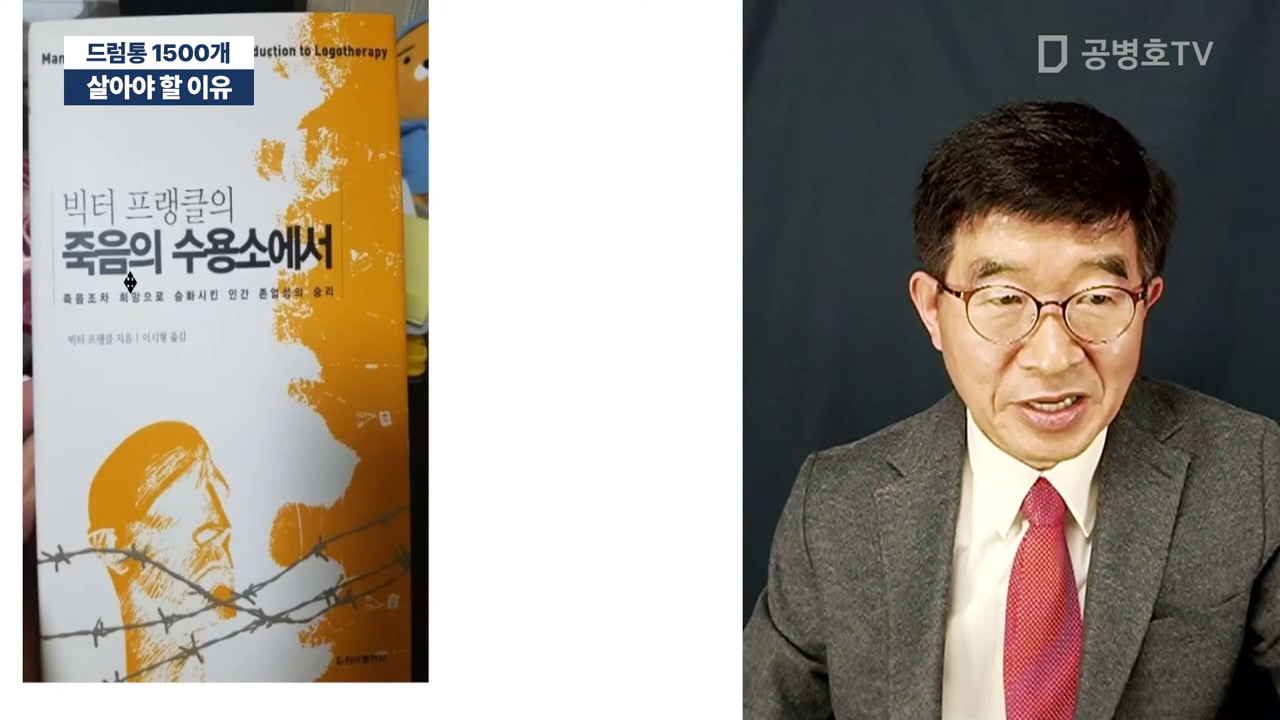 드럼통 1500개
살아야 할 이유
Man
duction to Logotherapy
빅터 프랭클의
죽음의 수용소에서
죽음조차 희망으로 승화시킨 인간 존엄성의 승리
빅터 프랭클 지음 | 이시형 옮김
공병호TV